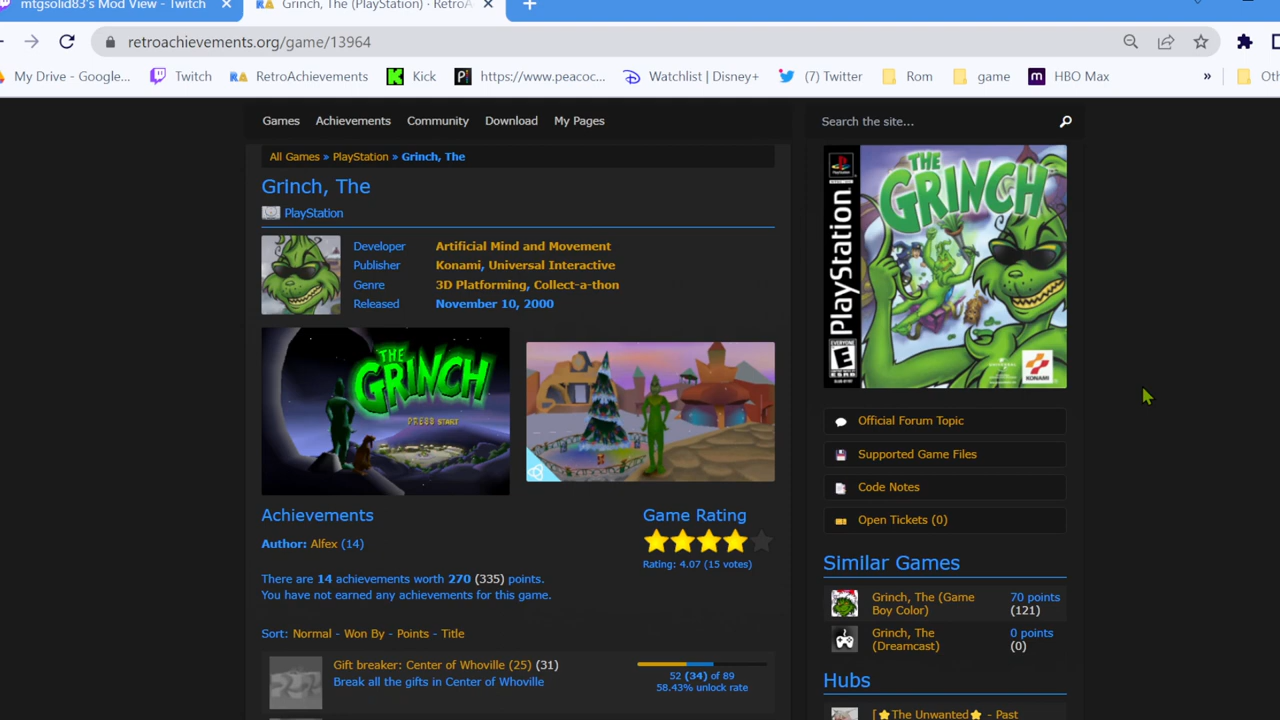 mtgsolid83's Mod View - Twitch
Grinch, The (PlayStation) · RetroA
retroachievements.org/game/13964
My Drive - Google...
Twitch
RetroAchievements
Kick
https://www.peacoc...
Watchlist | Disney+
(7) Twitter
Rom
game
HBO Max
»
Games
Achievements
Community
Download
My Pages
Search the site...
All Games » PlayStation » Grinch, The
Grinch, The
PlayStation
Developer Artificial Mind and Movement
Publisher Konami, Universal Interactive
Genre 3D Platforming, Collect-a-thon
Released November 10, 2000
THE
GRINCH
PRESS START
Achievements
Author: Alfex (14)
Game Rating
Rating: 4.07 (15 votes)
There are 14 achievements worth 270 (335) points.
You have not earned any achievements for this game.
Sort: Normal - Won By - Points - Title
Gift breaker: Center of Whoville (25) (31)
Break all the gifts in Center of Whoville
52 (34) of 89
58.43% unlock rate
PlayStation
THE
GRINCH
EVERYONE
E
KONAMI
Official Forum Topic
Supported Game Files
Code Notes
Open Tickets (0)
Similar Games
Grinch, The (Game
Boy Color)
70 points
(121)
Grinch, The
(Dreamcast)
0 points
(0)
Hubs
[⭐The Unwanted⭐ - Past